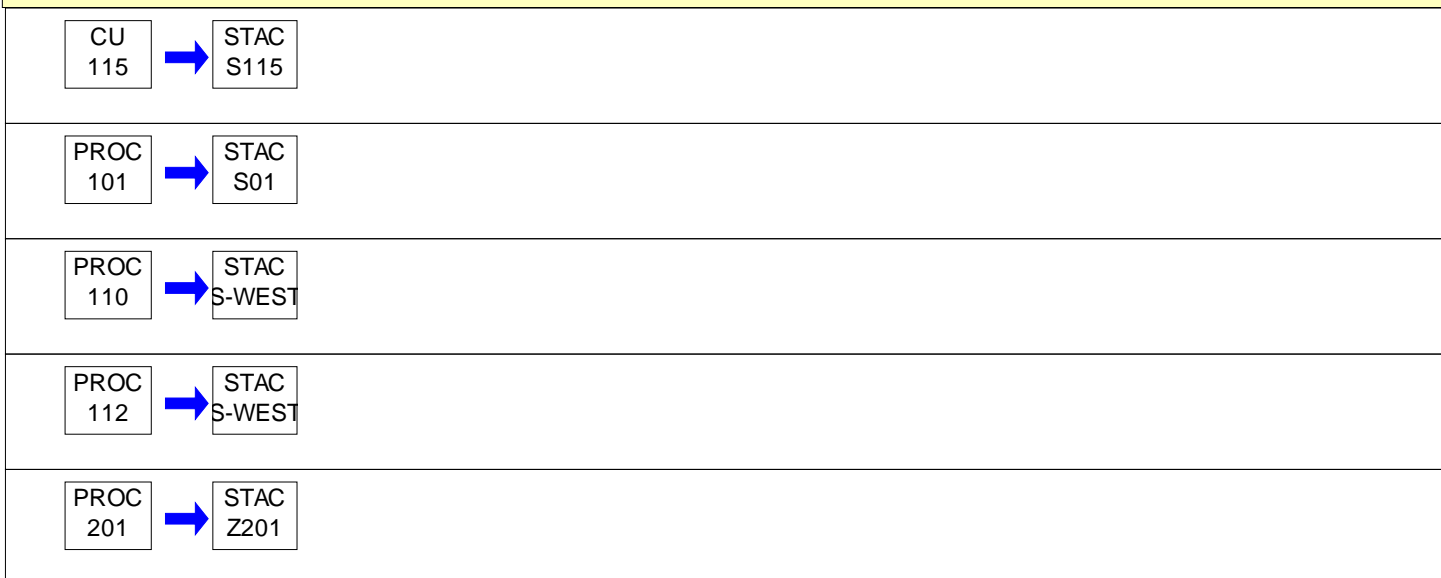 CU
115
STAC
S115
PROC
101
STAC
S01
PROC
110
STAC
S-WEST
PROC
112
STAC
S-WEST
PROC
201
STAC
Z201